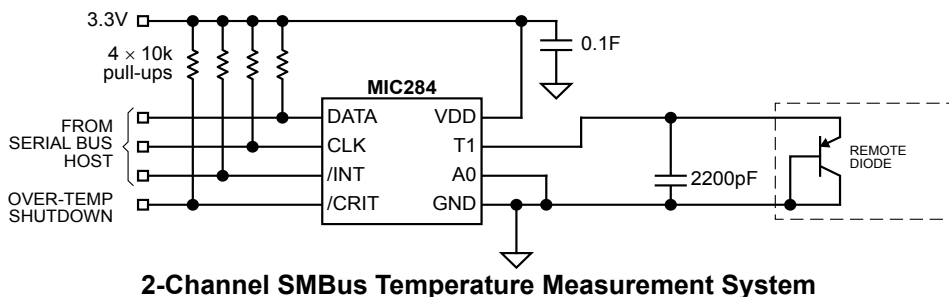 3.3V
0.1F
4 × 10k
pull-ups
MIC284
DATA
VDD
FROM
SERIAL BUS
HOST
CLK
T1
/INT
A0
2200pF
REMOTE
DIODE
OVER-TEMP
SHUTDOWN
/CRIT
GND
2-Channel SMBus Temperature Measurement System